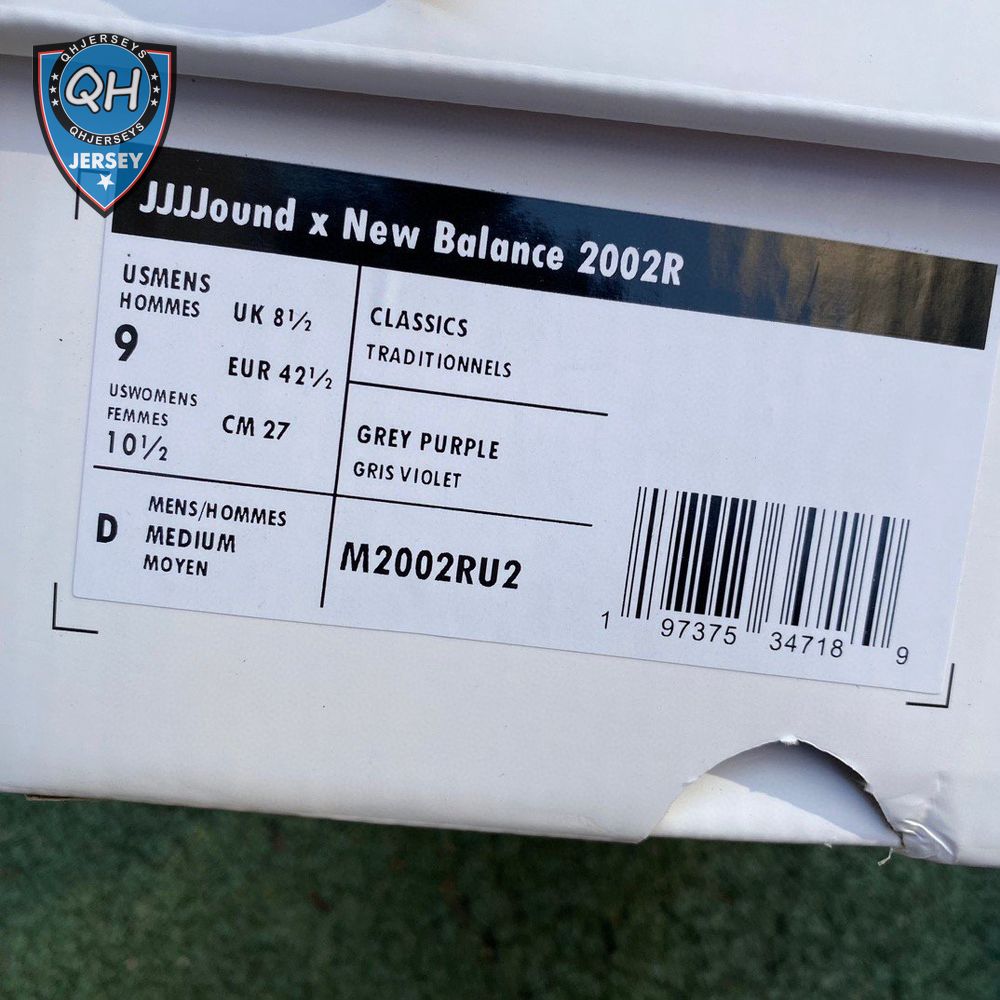 QHJERSEYS
QH
QHJERSEYS
JERSEY
JJJJound x New Balance 2002R
USMENS
HOMMES
9
UK 8½
EUR 42½
CM 27
USWOMENS
FEMMES
10½
CLASSICS
TRADITIONNELS
GREY PURPLE
GRIS VIOLET
D
MENS/HOMMES
MEDIUM
MOYEN
M2002RU2
1 97375 34718 9